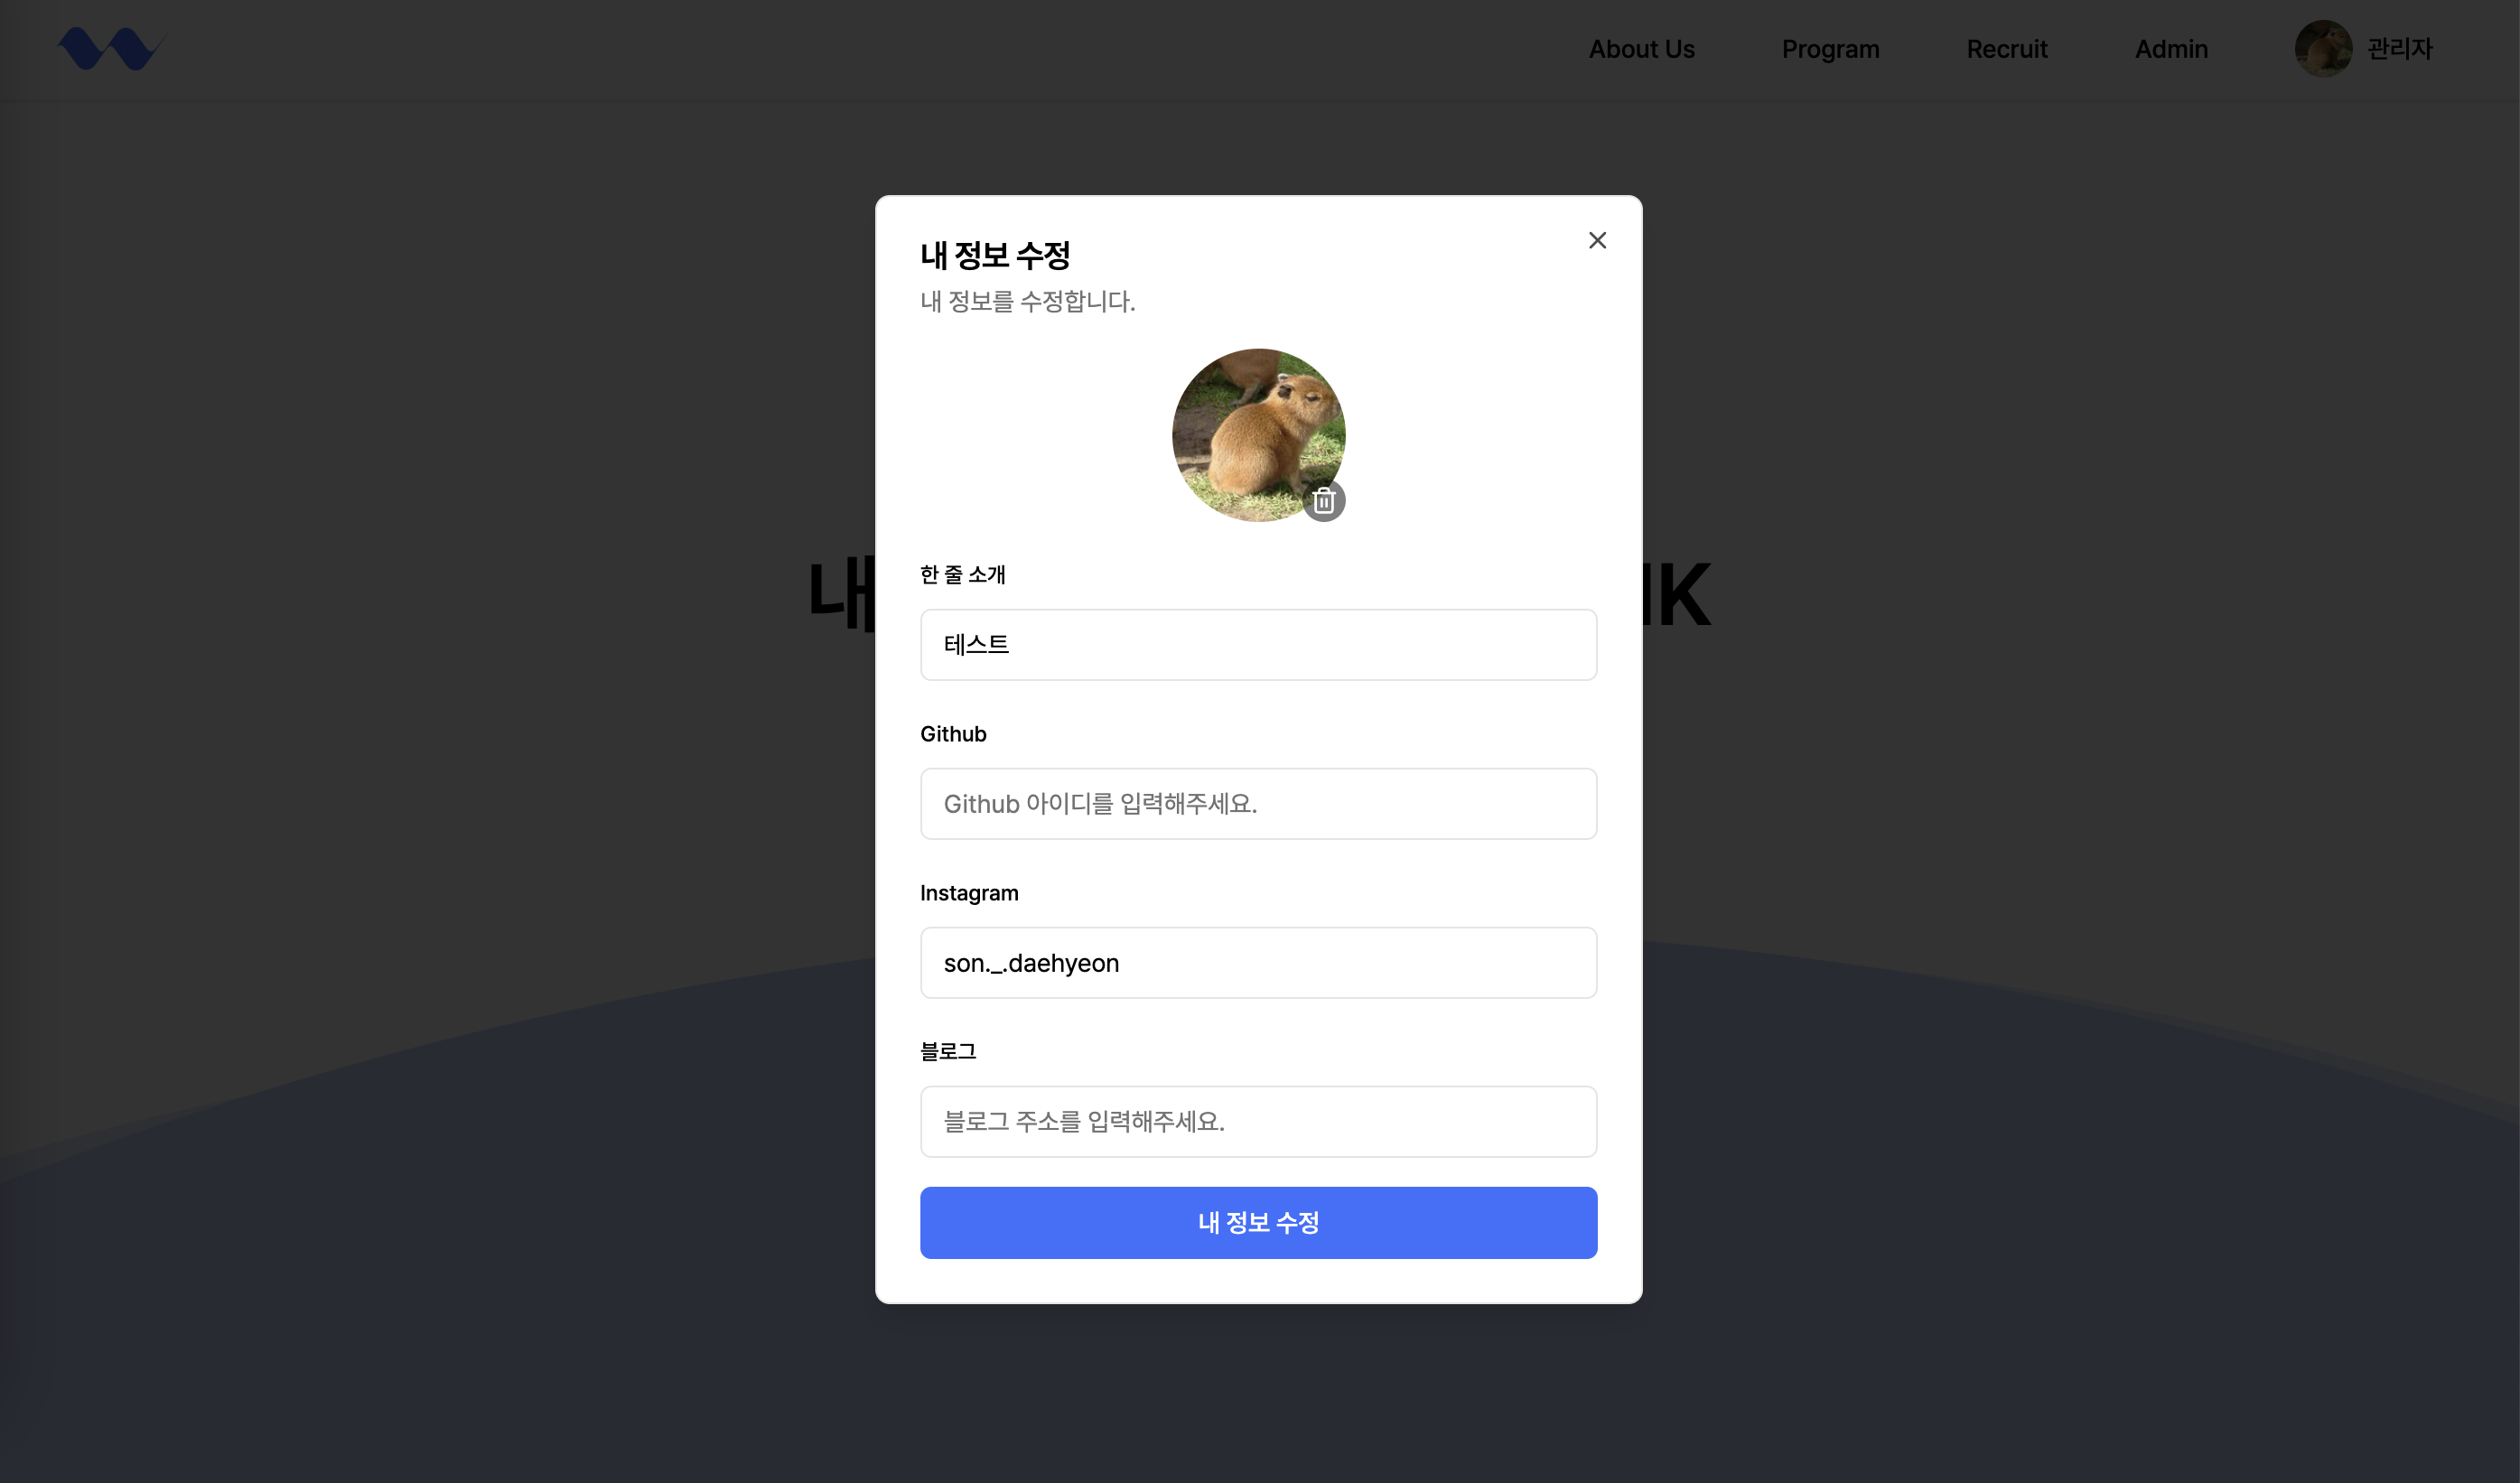 About Us
Program
Recruit
Admin
관리자
내 정보 수정
내 정보를 수정합니다.
한 줄 소개
테스트
Github
Github 아이디를 입력해주세요.
Instagram
son._.daehyeon
블로그
블로그 주소를 입력해주세요.
내 정보 수정